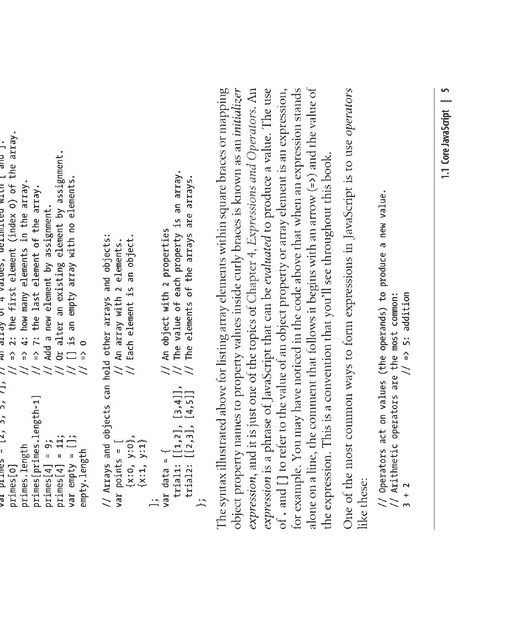 var primes = [2, 3, 5, 7]; // An array of 4 values, delimited with [ and ].
primes[0] // => 2: the first element (index 0) of the array.
primes.length // => 4: how many elements in the array.
primes[primes.length-1] // => 7: the last element of the array.
primes[4] = 9; // Add a new element by assignment.
primes[4] = 11; // Or alter an existing element by assignment.
var empty = []; // [] is an empty array with no elements.
empty.length // => 0
// Arrays and objects can hold other arrays and objects:
var points = [ // An array with 2 elements.
{x:0, y:0}, // Each element is an object.
{x:1, y:1}
];
var data = { // An object with 2 properties
trial1: [[1,2], [3,4]], // The value of each property is an array.
trial2: [[2,3], [4,5]] // The elements of the arrays are arrays.
};
The syntax illustrated above for listing array elements within square braces or mapping
object property names to property values inside curly braces is known as an initializer
expression, and it is just one of the topics of Chapter 4, Expressions and Operators. An
expression is a phrase of JavaScript that can be evaluated to produce a value. The use
of . and [] to refer to the value of an object property or array element is an expression,
for example. You may have noticed in the code above that when an expression stands
alone on a line, the comment that follows it begins with an arrow (=>) and the value of
the expression. This is a convention that you'll see throughout this book.
One of the most common ways to form expressions in JavaScript is to use operators
like these:
// Operators act on values (the operands) to produce a new value.
// Arithmetic operators are the most common:
3 + 2 // => 5: addition
1.1 Core JavaScript | 5